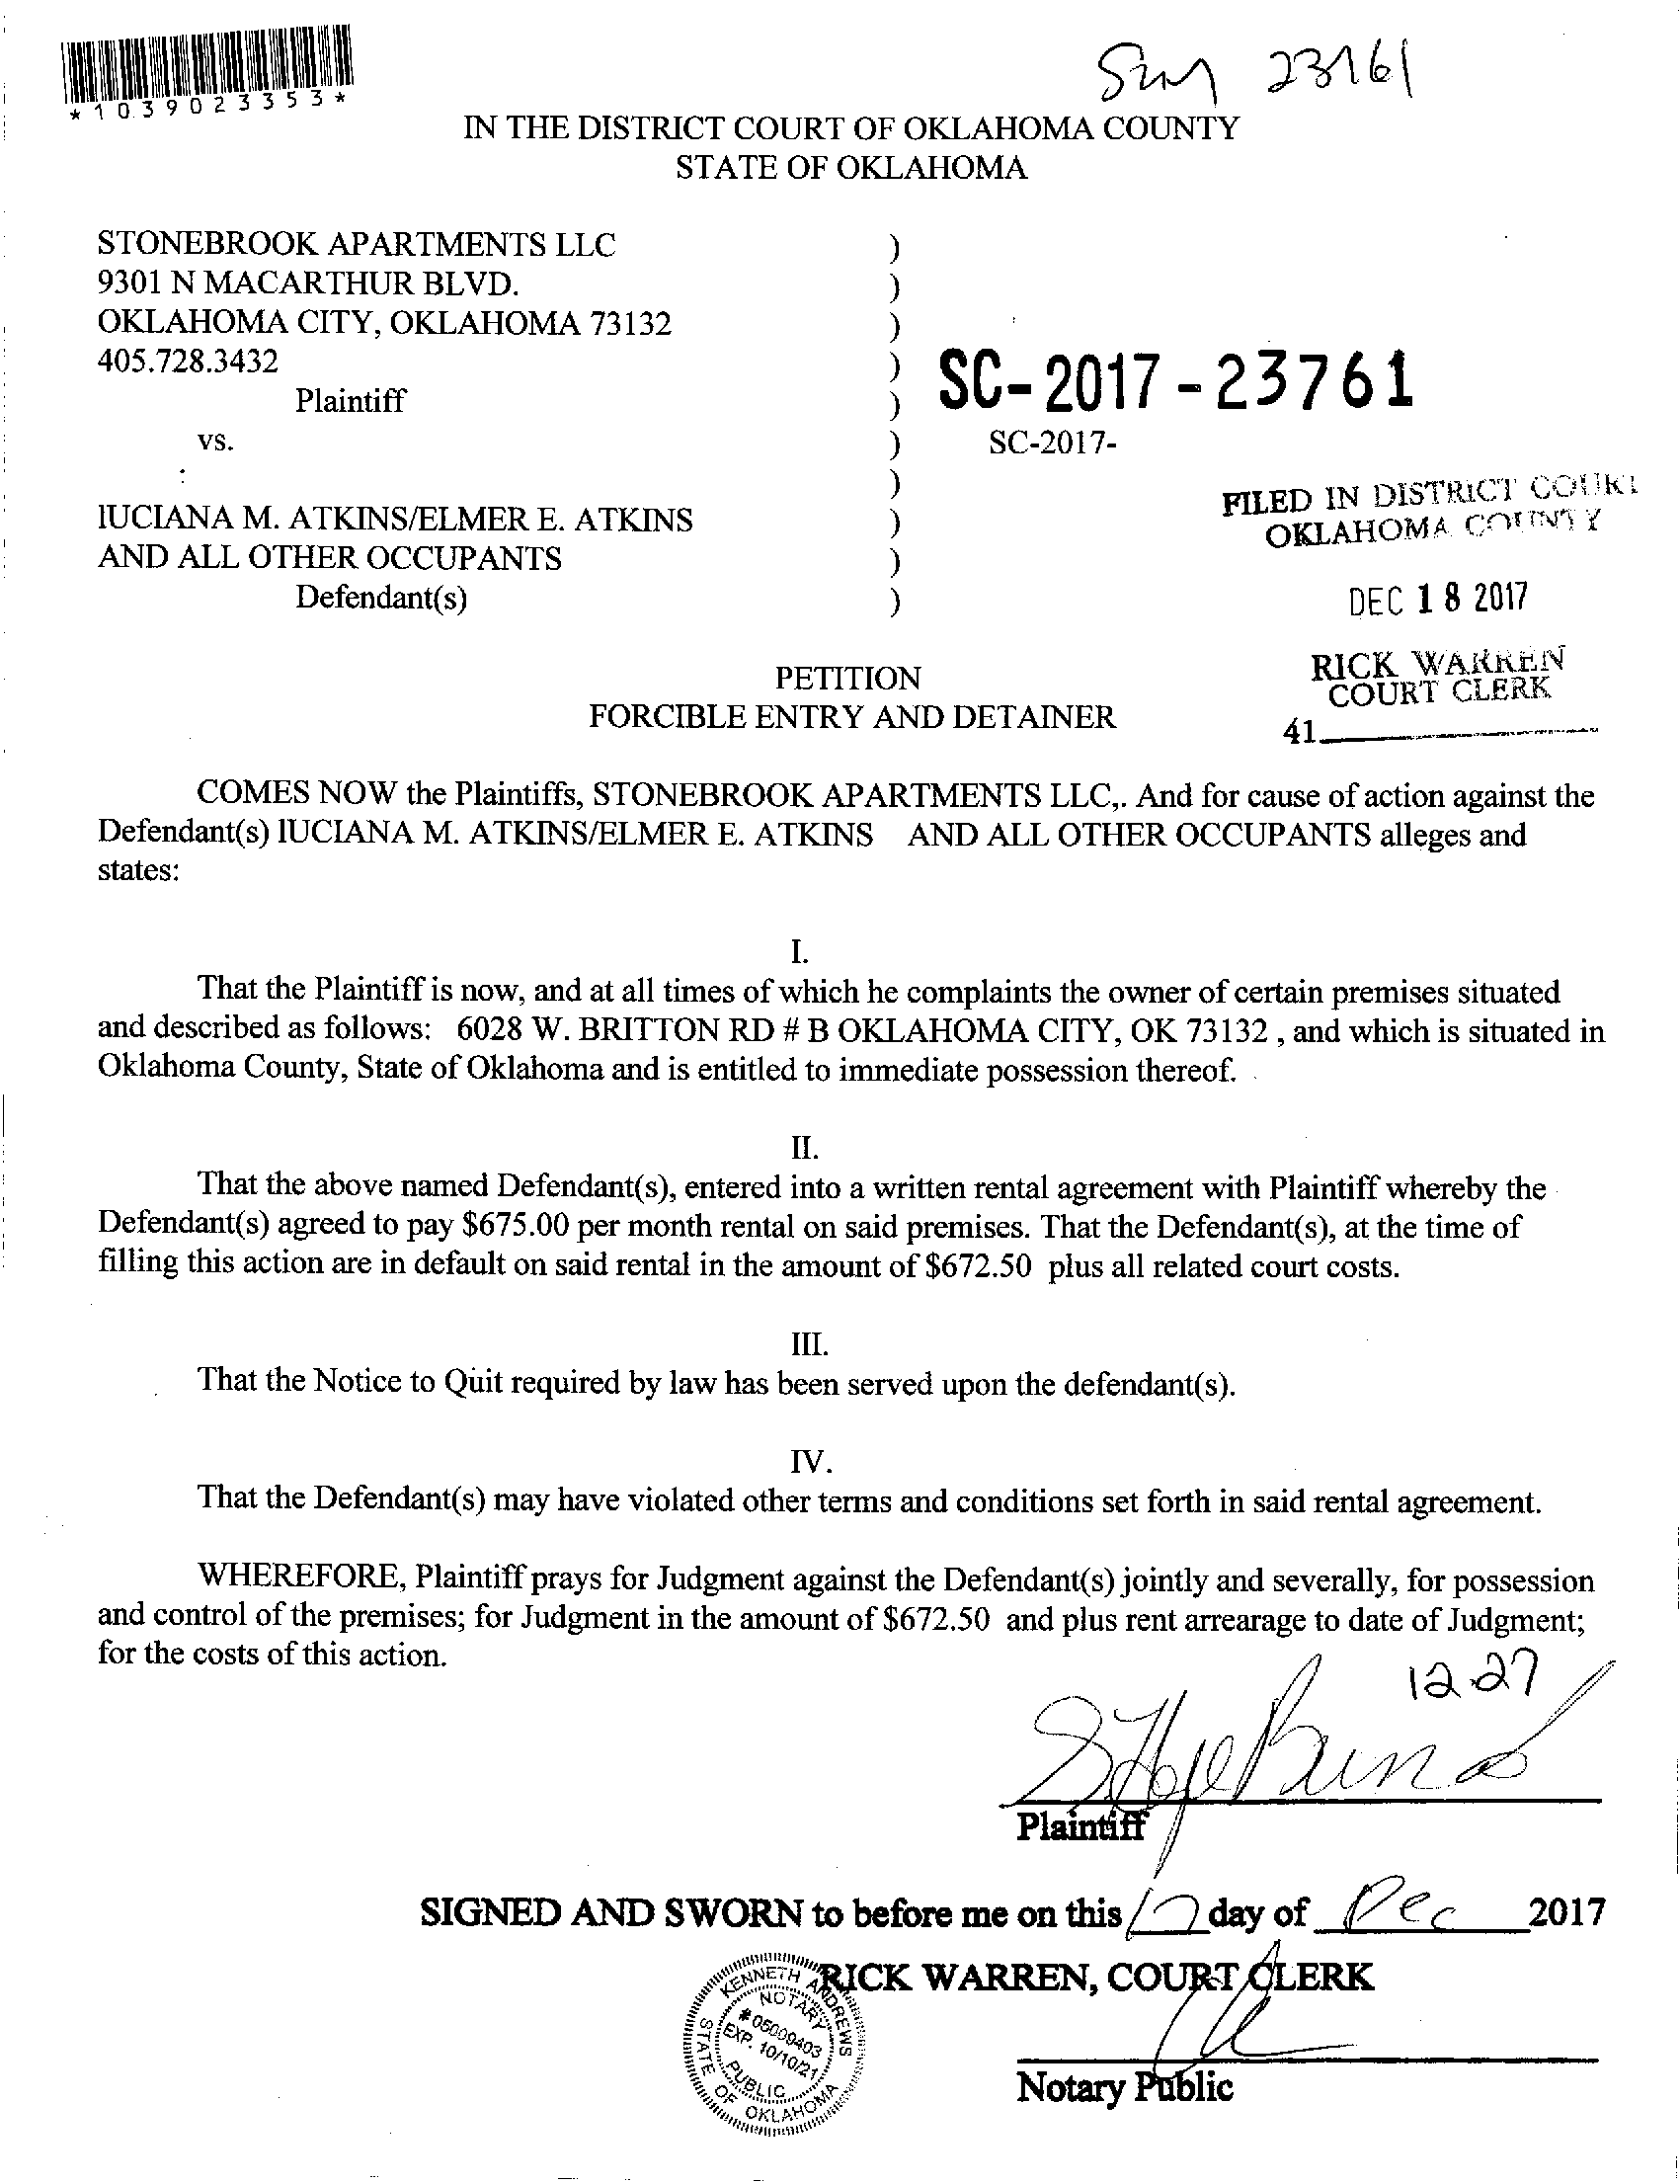 *1039023353*
23761
IN THE DISTRICT COURT OF OKLAHOMA COUNTY
STATE OF OKLAHOMA
STONEBROOK APARTMENTS LLC )
9301 N MACARTHUR BLVD. )
OKLAHOMA CITY, OKLAHOMA 73132 )
405.728.3432 )
Plaintiff )
SC-2017-23761
vs. ) SC-2017-
: )
lUCIANA M. ATKINS/ELMER E. ATKINS )
AND ALL OTHER OCCUPANTS )
Defendant(s) )
FILED IN DISTRICT COURT
OKLAHOMA COUNTY
DEC 18 2017
RICK WARREN
COURT CLERK
41
PETITION
FORCIBLE ENTRY AND DETAINER
COMES NOW the Plaintiffs, STONEBROOK APARTMENTS LLC,. And for cause of action against the
Defendant(s) lUCIANA M. ATKINS/ELMER E. ATKINS AND ALL OTHER OCCUPANTS alleges and
states:
I.
That the Plaintiff is now, and at all times of which he complaints the owner of certain premises situated
and described as follows: 6028 W. BRITTON RD # B OKLAHOMA CITY, OK 73132 , and which is situated in
Oklahoma County, State of Oklahoma and is entitled to immediate possession thereof.
II.
That the above named Defendant(s), entered into a written rental agreement with Plaintiff whereby the
Defendant(s) agreed to pay $675.00 per month rental on said premises. That the Defendant(s), at the time of
filling this action are in default on said rental in the amount of $672.50 plus all related court costs.
III.
That the Notice to Quit required by law has been served upon the defendant(s).
IV.
That the Defendant(s) may have violated other terms and conditions set forth in said rental agreement.
WHEREFORE, Plaintiff prays for Judgment against the Defendant(s) jointly and severally, for possession
and control of the premises; for Judgment in the amount of $672.50 and plus rent arrearage to date of Judgment;
for the costs of this action.
12-27
Plaintiff
SIGNED AND SWORN to before me on this 17 day of Dec 2017
RICK WARREN, COURT CLERK
KENNETH ANDREWS
NOTARY
# 05009403
EXP. 10/10/21
PUBLIC
STATE OF OKLAHOMA
Notary Public